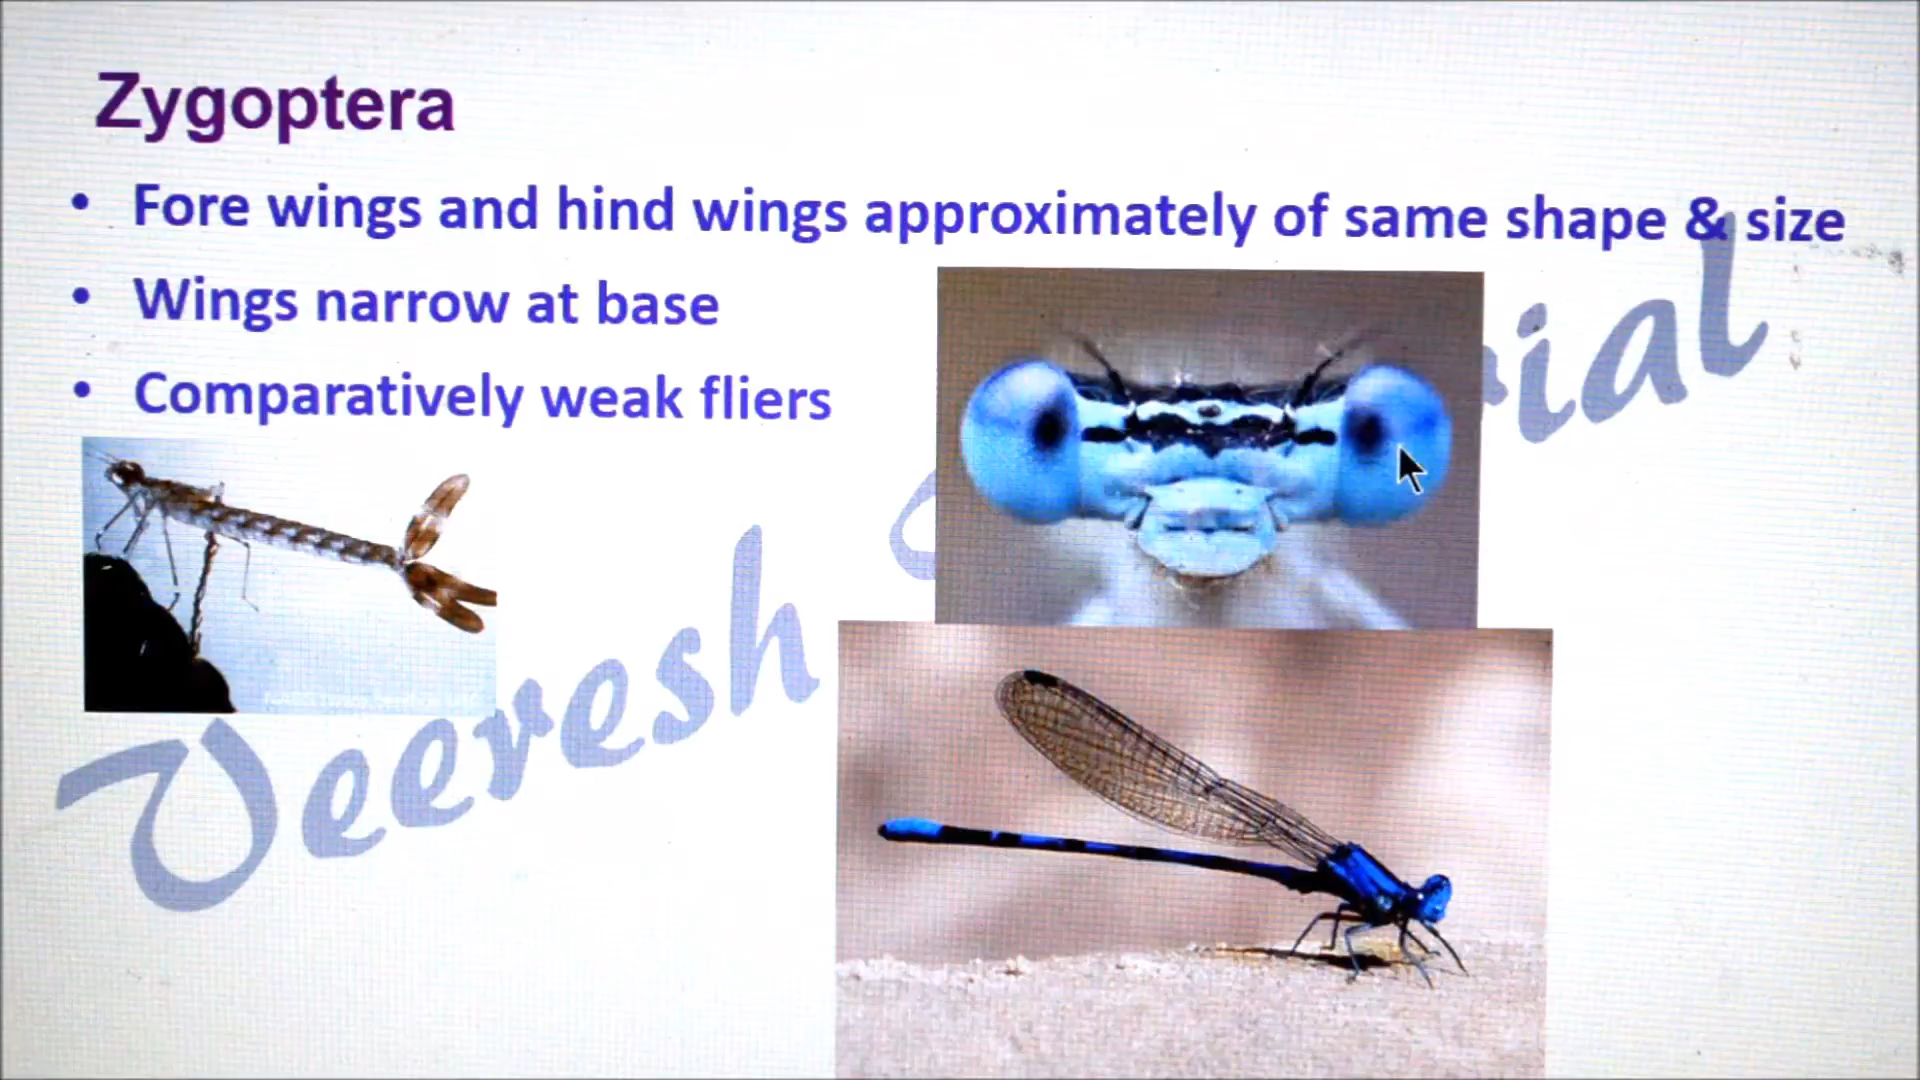 Zygoptera
• Fore wings and hind wings approximately of same shape & size
• Wings narrow at base
• Comparatively weak fliers
Veeresh